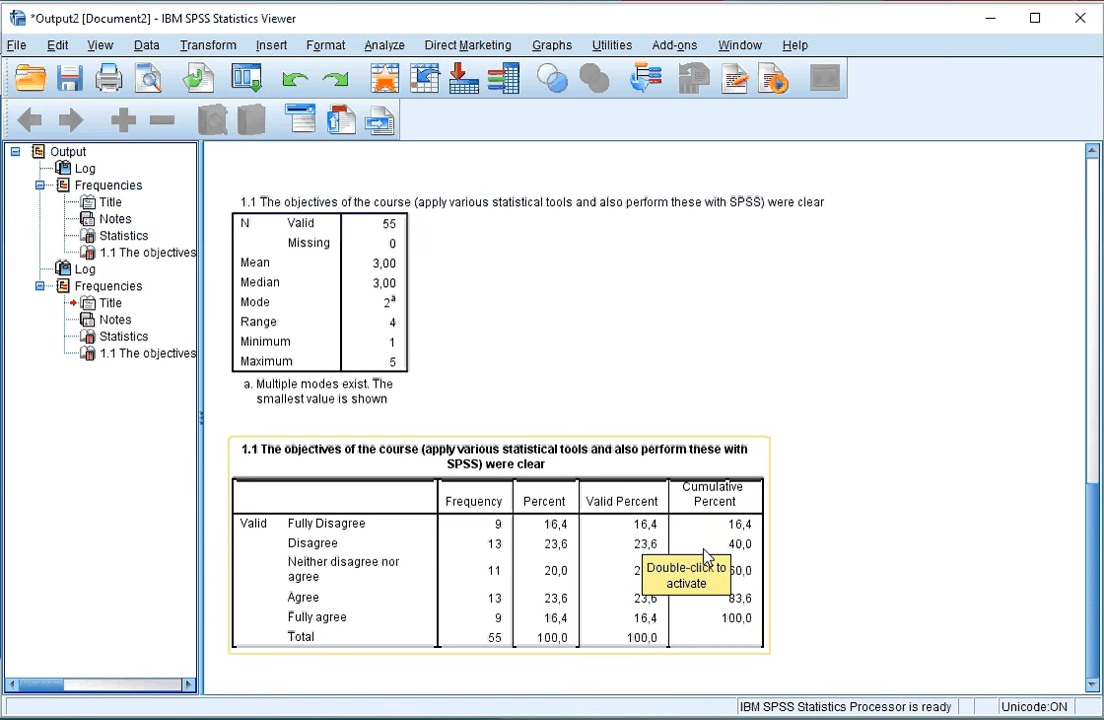 *Output2 [Document2] - IBM SPSS Statistics Viewer
File Edit View Data Transform Insert Format Analyze Direct Marketing Graphs Utilities Add-ons Window Help
Output
Log
Frequencies
Title
Notes
Statistics
1.1 The objectives
Log
Frequencies
Title
Notes
Statistics
1.1 The objectives
1.1 The objectives of the course (apply various statistical tools and also perform these with SPSS) were clear
N Valid 55
Missing 0
Mean 3,00
Median 3,00
Mode 2a
Range 4
Minimum 1
Maximum 5
a. Multiple modes exist. The
smallest value is shown
1.1 The objectives of the course (apply various statistical tools and also perform these with
SPSS) were clear
Frequency Percent Valid Percent Cumulative Percent
Valid Fully Disagree 9 16,4 16,4 16,4
Disagree 13 23,6 23,6 40,0
Neither disagree nor agree 11 20,0
Agree 13 23,6 23,6 83,6
Fully agree 9 16,4 16,4 100,0
Total 55 100,0 100,0
Double-click to
activate
IBM SPSS Statistics Processor is ready Unicode:ON